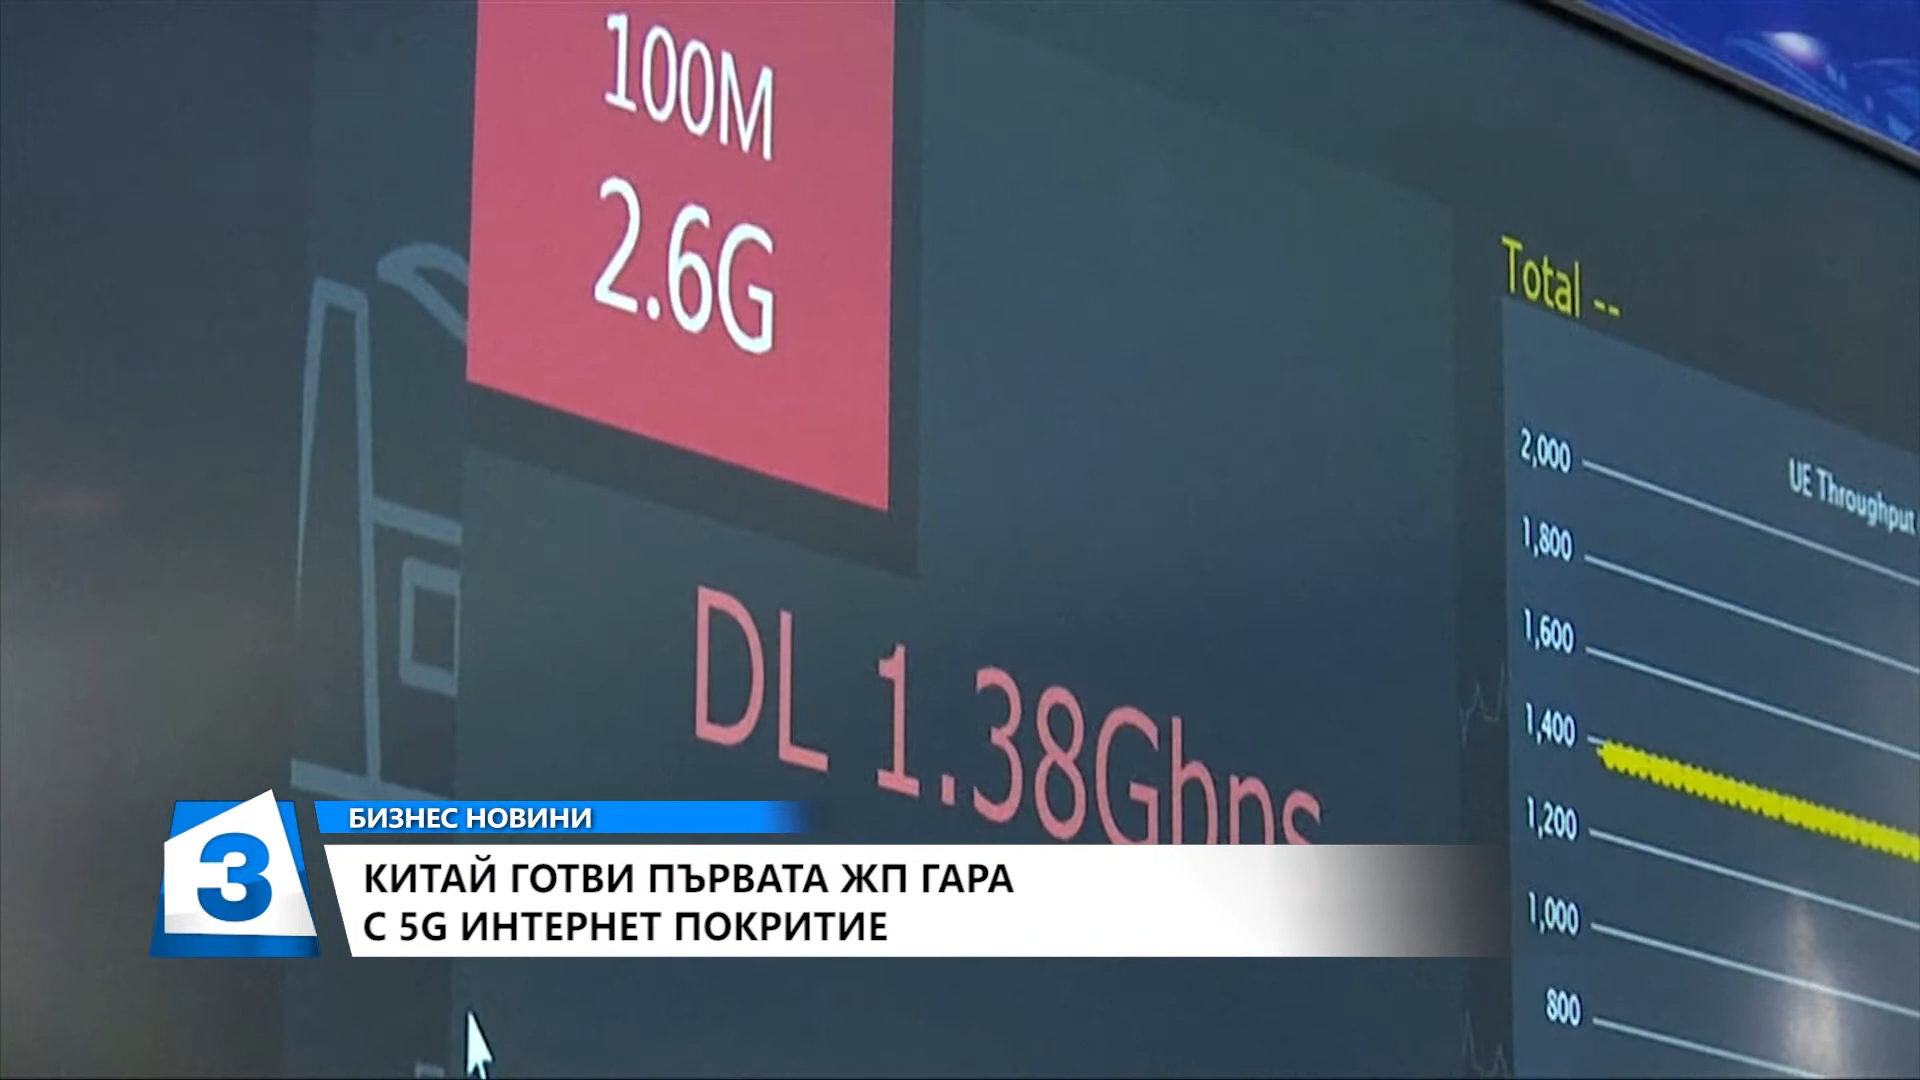 100M
2.6G
DL 1.38Gbps
Total --
UE Throughput
2,000
1,800
1,600
1,400
1,200
1,000
800
3
БИЗНЕС НОВИНИ
КИТАЙ ГОТВИ ПЪРВАТА ЖП ГАРА
С 5G ИНТЕРНЕТ ПОКРИТИЕ